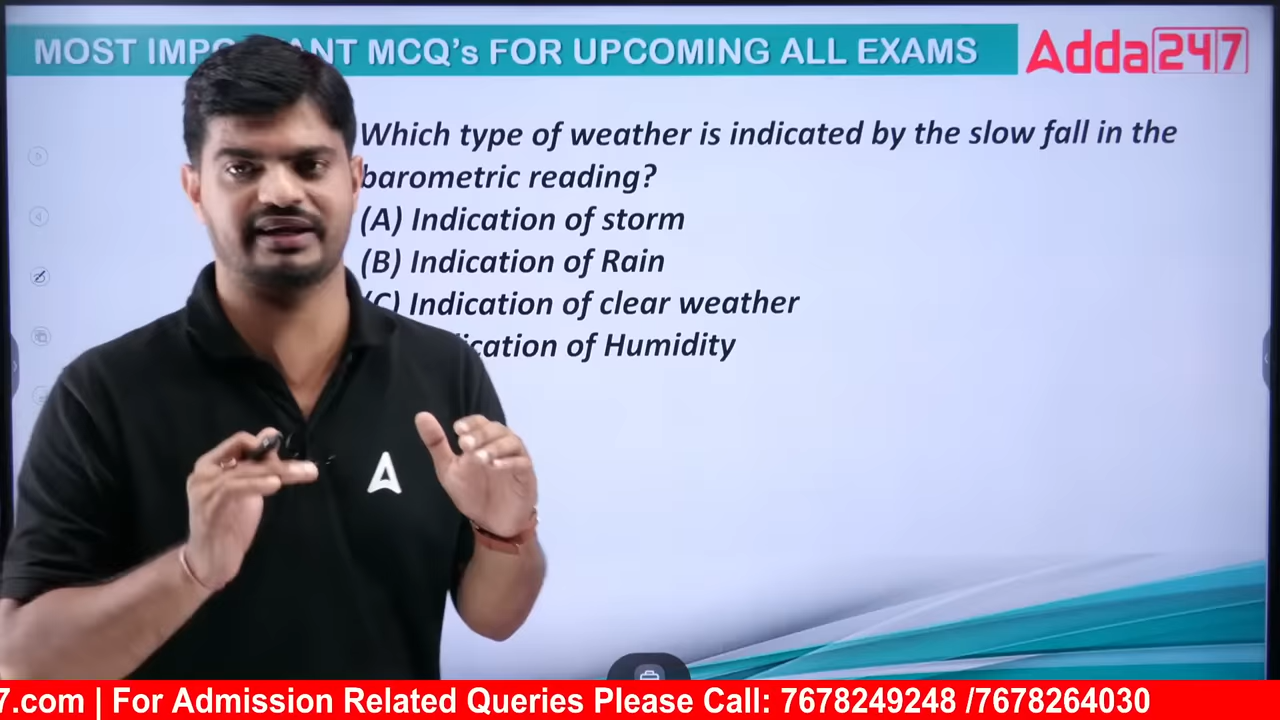 MOST IMP ANT MCQ’s FOR UPCOMING ALL EXAMS
Adda247
Which type of weather is indicated by the slow fall in the
barometric reading?
(A) Indication of storm
(B) Indication of Rain
(C) Indication of clear weather
ication of Humidity
7.com | For Admission Related Queries Please Call: 7678249248 /7678264030